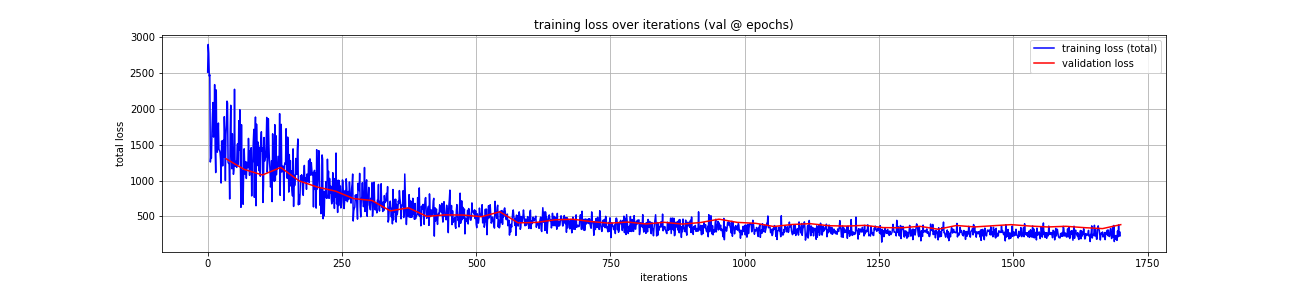 training loss over iterations (val @ epochs)
training loss (total)
validation loss
total loss
3000
2500
2000
1500
1000
500
0
250
500
750
1000
1250
1500
1750
iterations